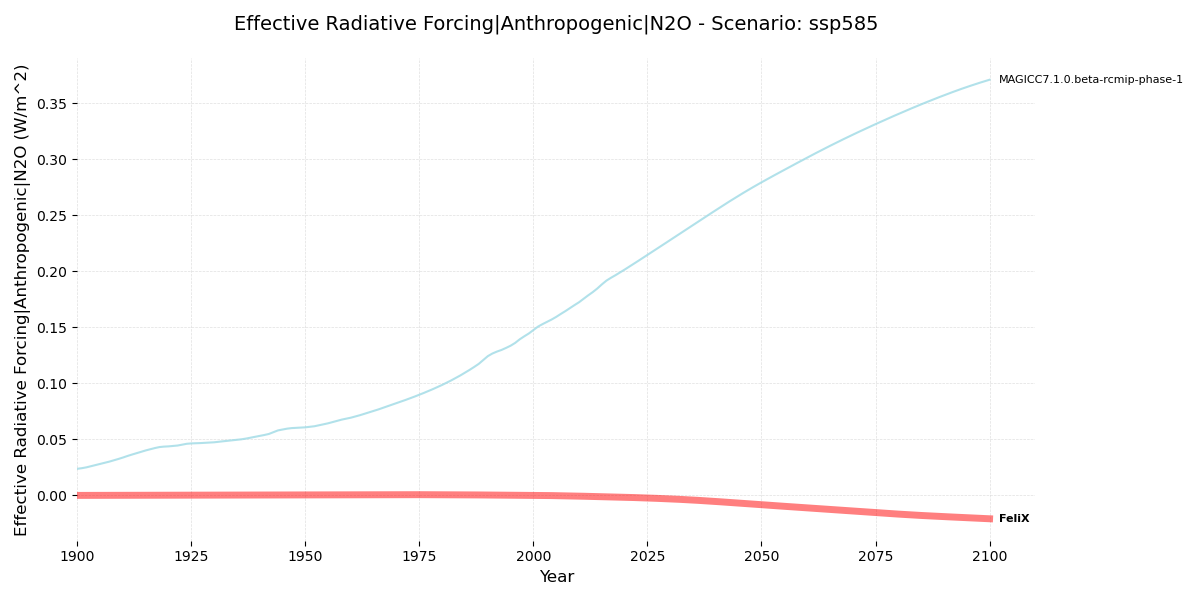 Effective Radiative Forcing|Anthropogenic|N2O - Scenario: ssp585
Effective Radiative Forcing|Anthropogenic|N2O (W/m^2)
0.35
0.30
0.25
0.20
0.15
0.10
0.05
0.00
MAGICC7.1.0.beta-rcmip-phase-1
FeliX
1900 1925 1950 1975 2000 2025 2050 2075 2100
Year